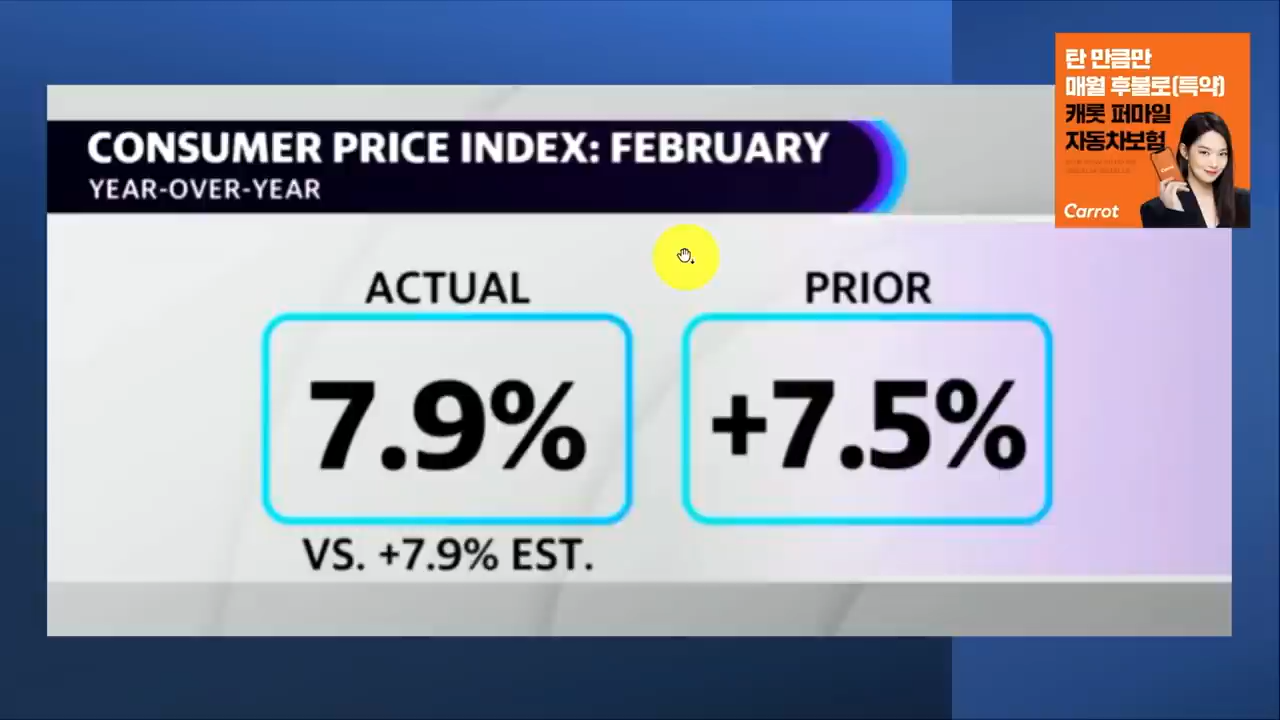 CONSUMER PRICE INDEX: FEBRUARY
YEAR-OVER-YEAR
ACTUAL
7.9%
VS. +7.9% EST.
PRIOR
+7.5%
탄 만큼만
매월 후불로(특약)
캐롯 퍼마일
자동차보험
Carrot